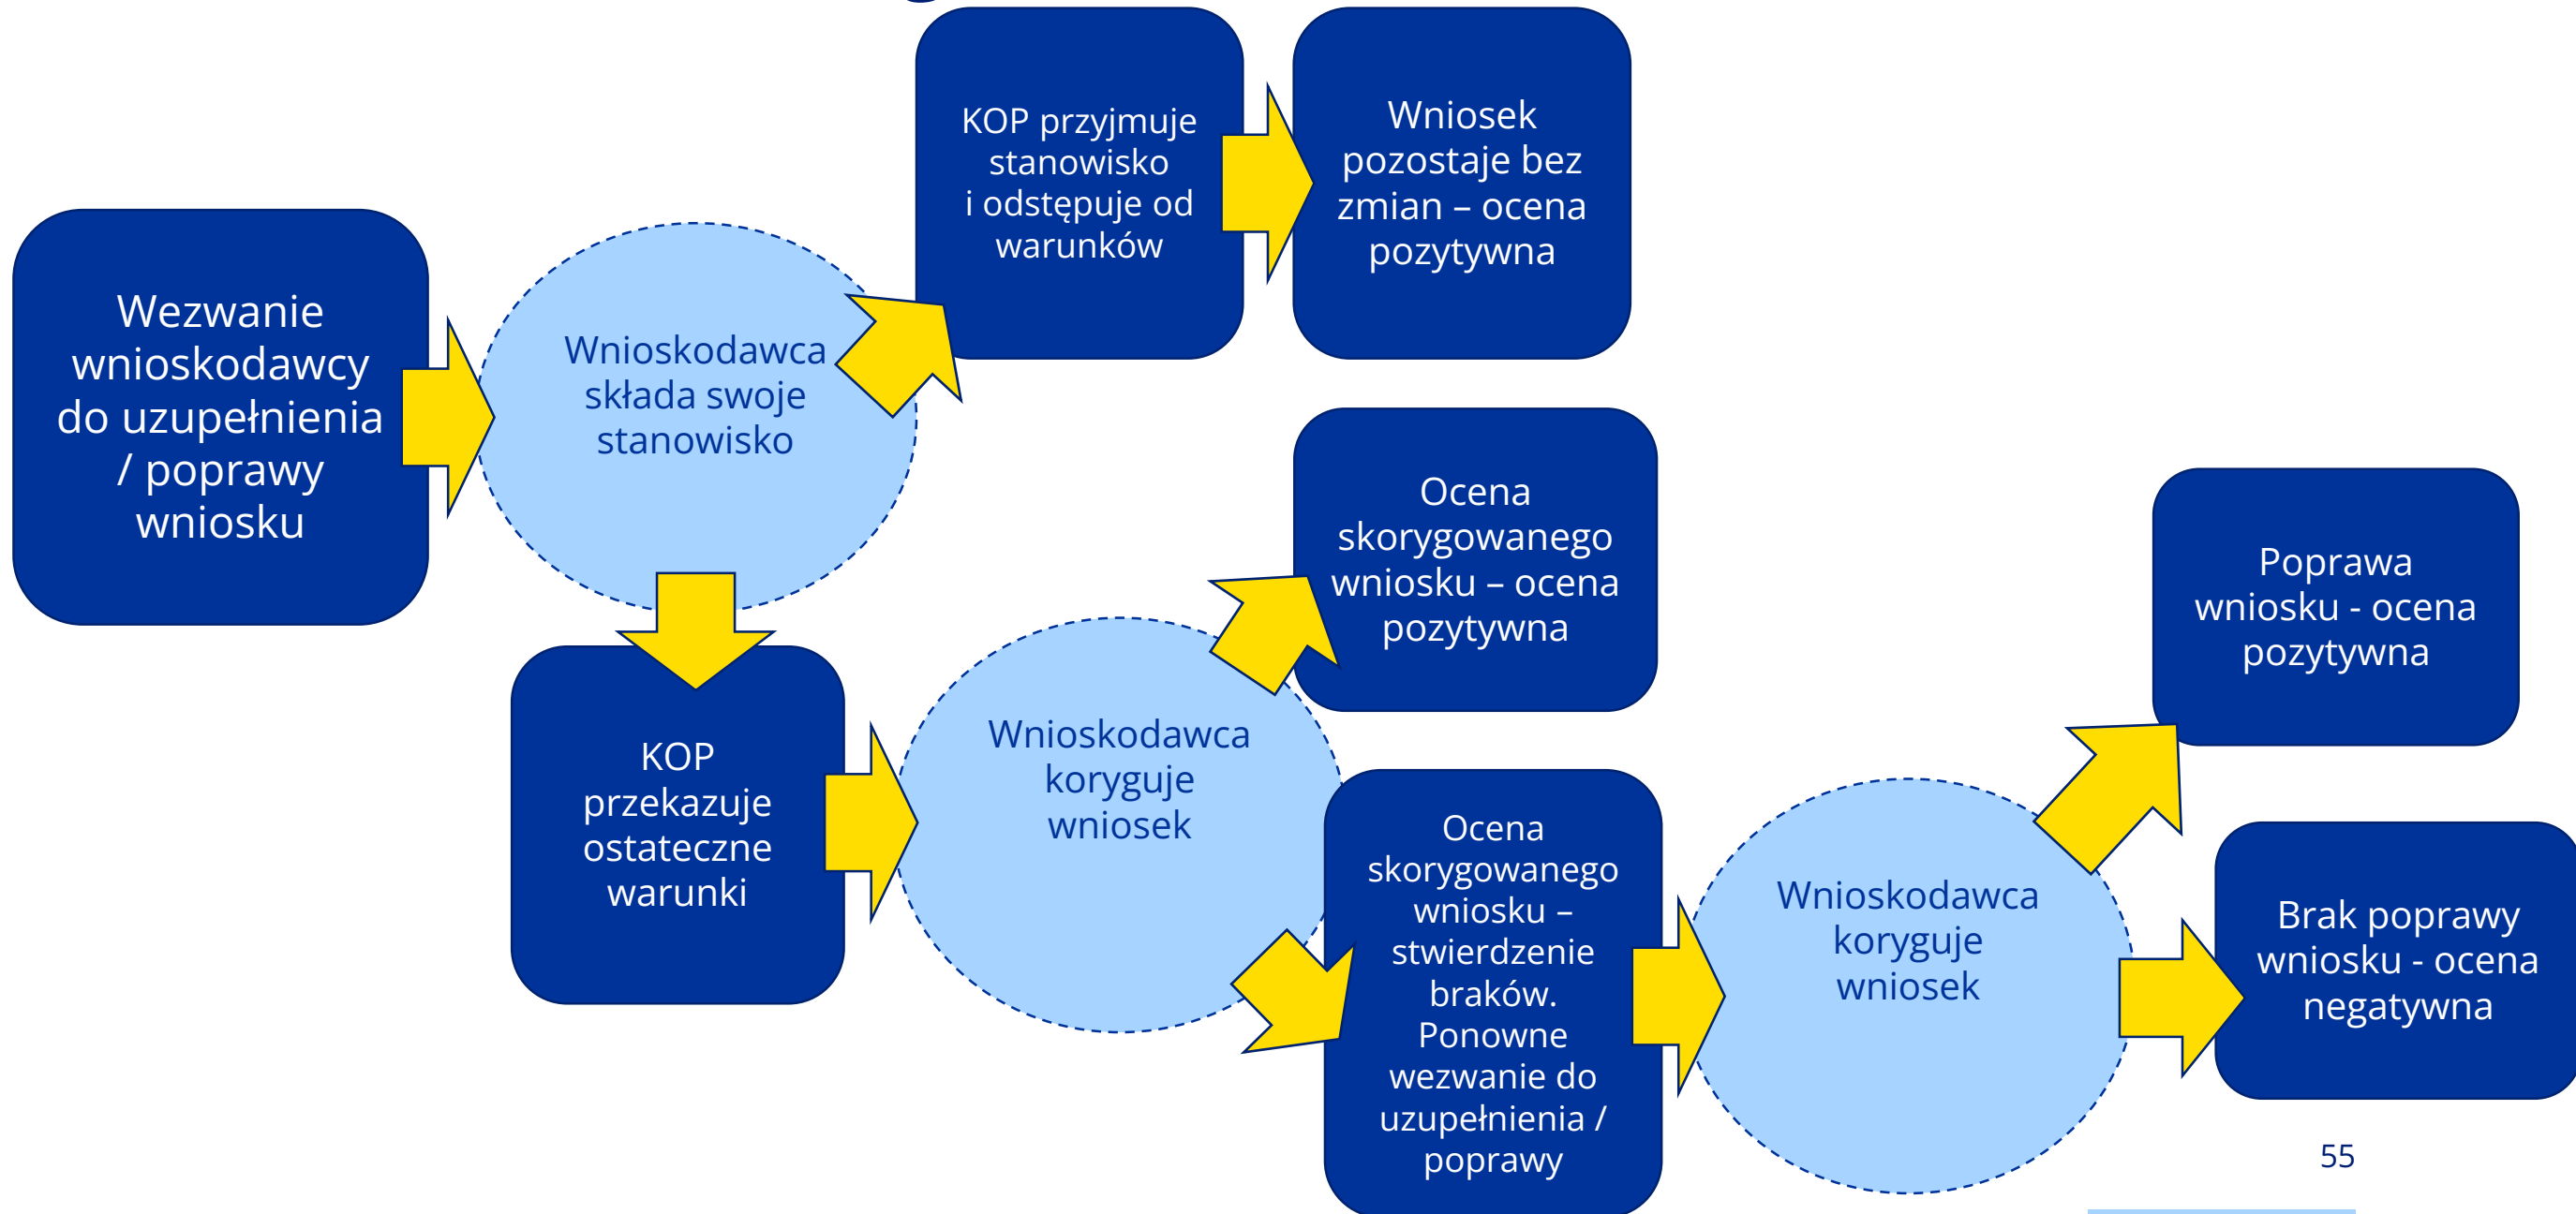 KOP przyjmuje
stanowisko
i odstępuje od
warunków
Wniosek
pozostaje bez
zmian – ocena
pozytywna
Wezwanie
wnioskodawcy
do uzupełnienia
/ poprawy
wniosku
Wnioskodawca
składa swoje
stanowisko
Ocena
skorygowanego
wniosku – ocena
pozytywna
Poprawa
wniosku - ocena
pozytywna
KOP
przekazuje
ostateczne
warunki
Wnioskodawca
koryguje
wniosek
Ocena
skorygowanego
wniosku –
stwierdzenie
braków.
Ponowne
wezwanie do
uzupełnienia /
poprawy
Wnioskodawca
koryguje
wniosek
Brak poprawy
wniosku - ocena
negatywna
55